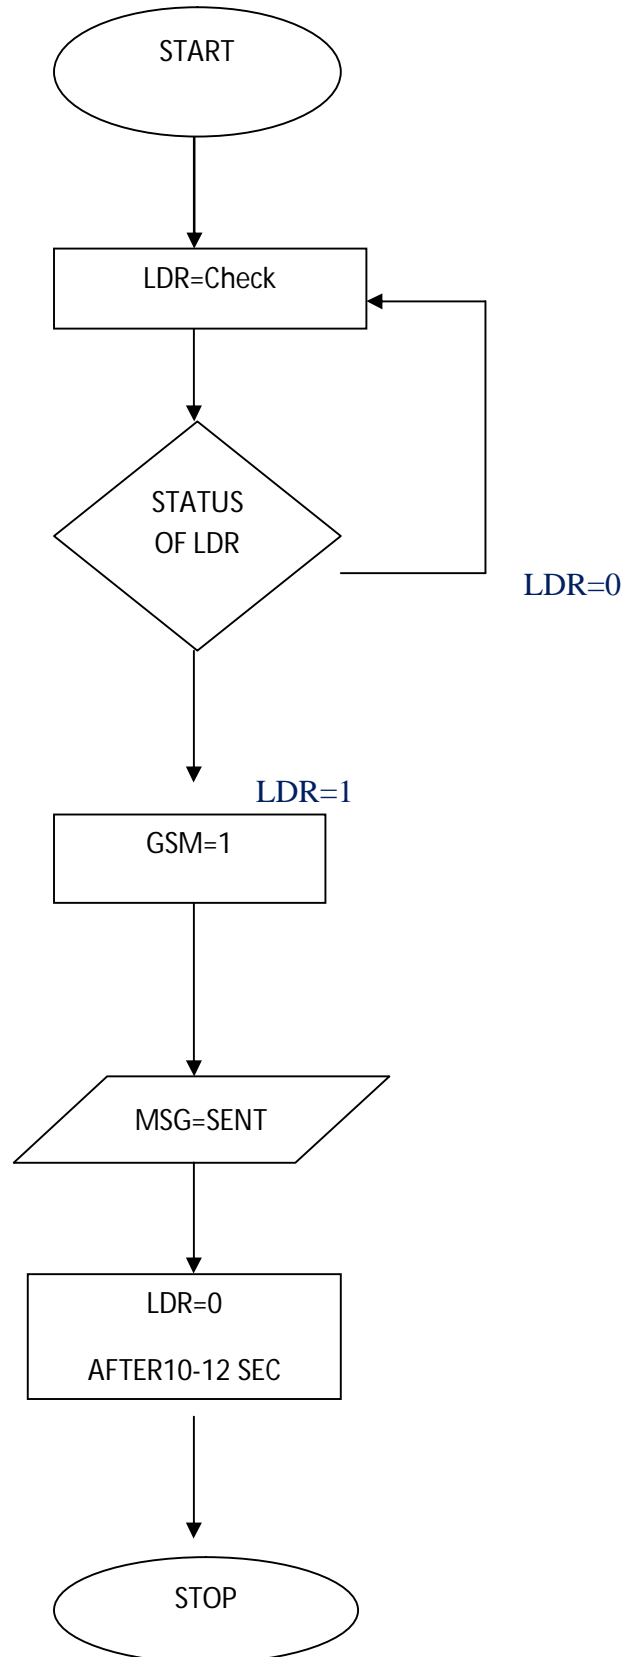 START
LDR=Check
STATUS
OF LDR
LDR=0
LDR=1
GSM=1
MSG=SENT
LDR=0
AFTER10-12 SEC
STOP